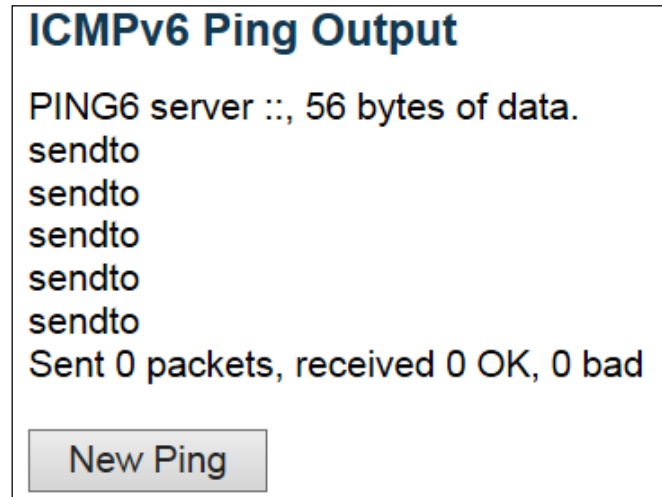 ICMPv6 Ping Output
PING6 server ::, 56 bytes of data.
sendto
sendto
sendto
sendto
sendto
Sent 0 packets, received 0 OK, 0 bad
New Ping